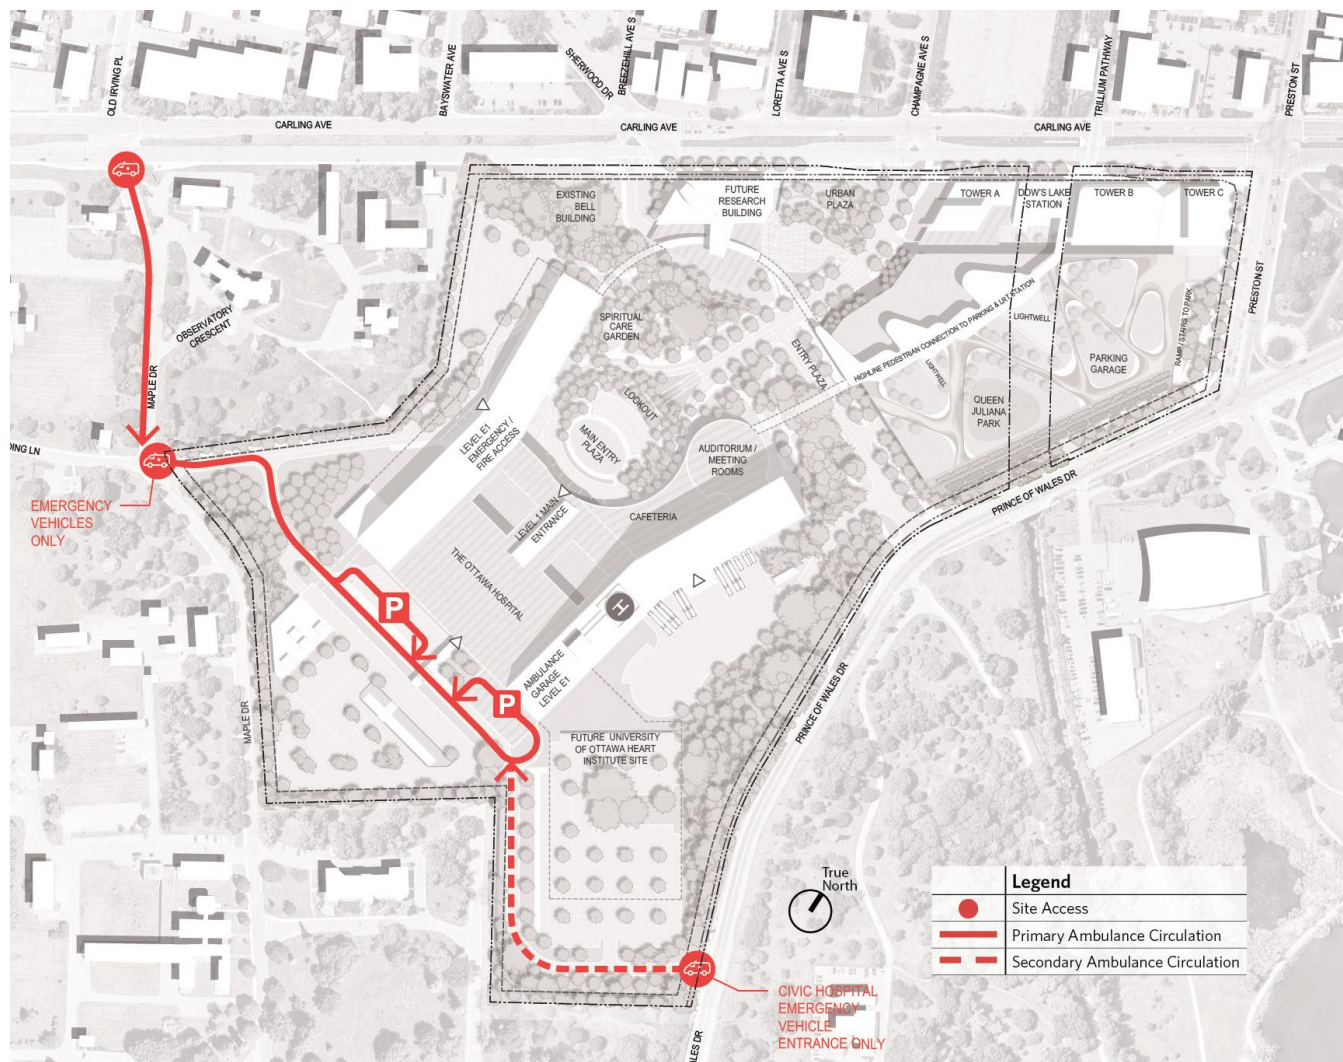 OLD IRVING PL
BAYSWATER AVE
SHERWOOD DR
BREEZEHILL AVE S
LORETTA AVE S
CHAMPAGNE AVE S
TRILLIUM PATHWAY
PRESTON ST
CARLING AVE
CARLING AVE
CARLING AVE
EXISTING
BELL
BUILDING
FUTURE
RESEARCH
BUILDING
URBAN
PLAZA
TOWER A
DOW'S LAKE
STATION
TOWER B
TOWER C
PRESTON ST
OBSERVATORY
CRESCENT
MAPLE DR
SPIRITUAL
CARE
GARDEN
LOOKOUT
MAIN ENTRY
PLAZA
ENTRY PLAZA
HIGHLINE PEDESTRIAN CONNECTION TO PARKING & LRT STATION
LIGHTWELL
LIGHTWELL
PARKING
GARAGE
RAMP / STAIRS TO PARK
QUEEN
JULIANA
PARK
AUDITORIUM /
MEETING
ROOMS
LEVEL E1
EMERGENCY /
FIRE ACCESS
LEVEL 1 MAIN
ENTRANCE
CAFETERIA
THE OTTAWA HOSPITAL
DING LN
EMERGENCY
VEHICLES
ONLY
PRINCE OF WALES DR
P
H
P
AMBULANCE
GARAGE
LEVEL E1
MAPLE DR
PRINCE OF WALES DR
FUTURE UNIVERSITY
OF OTTAWA HEART
INSTITUTE SITE
True
North
CIVIC HOSPITAL
EMERGENCY
VEHICLE
ENTRANCE ONLY
LES DR
Legend
Site Access
Primary Ambulance Circulation
Secondary Ambulance Circulation